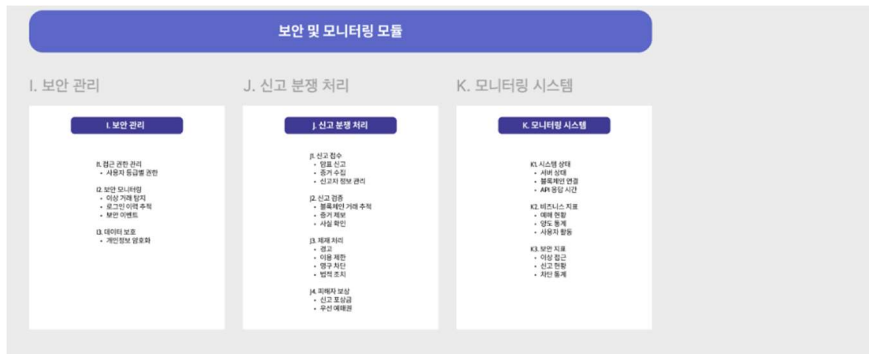 보안 및 모니터링 모듈
I. 보안 관리
J. 신고 분쟁 처리
K. 모니터링 시스템
I. 보안 관리
I1. 접근 권한 관리
• 사용자 등급별 권한
I2. 보안 모니터링
• 이상 거래 탐지
• 로그인 이력 추적
• 보안 이벤트
I3. 데이터 보호
• 개인정보 암호화
J. 신고 분쟁 처리
J1. 신고 접수
• 암표 신고
• 증거 수집
• 신고자 정보 관리
J2. 신고 검증
• 블록체인 거래 추적
• 증거 제보
• 사실 확인
J3. 제재 처리
• 경고
• 이용 제한
• 영구 차단
• 법적 조치
J4. 피해자 보상
• 신고 포상금
• 우선 예매권
K. 모니터링 시스템
K1. 시스템 상태
• 서버 상태
• 블록체인 연결
• API 응답 시간
K2. 비즈니스 지표
• 예매 현황
• 양도 통계
• 사용자 활동
K3. 보안 지표
• 이상 접근
• 신고 현황
• 차단 통계